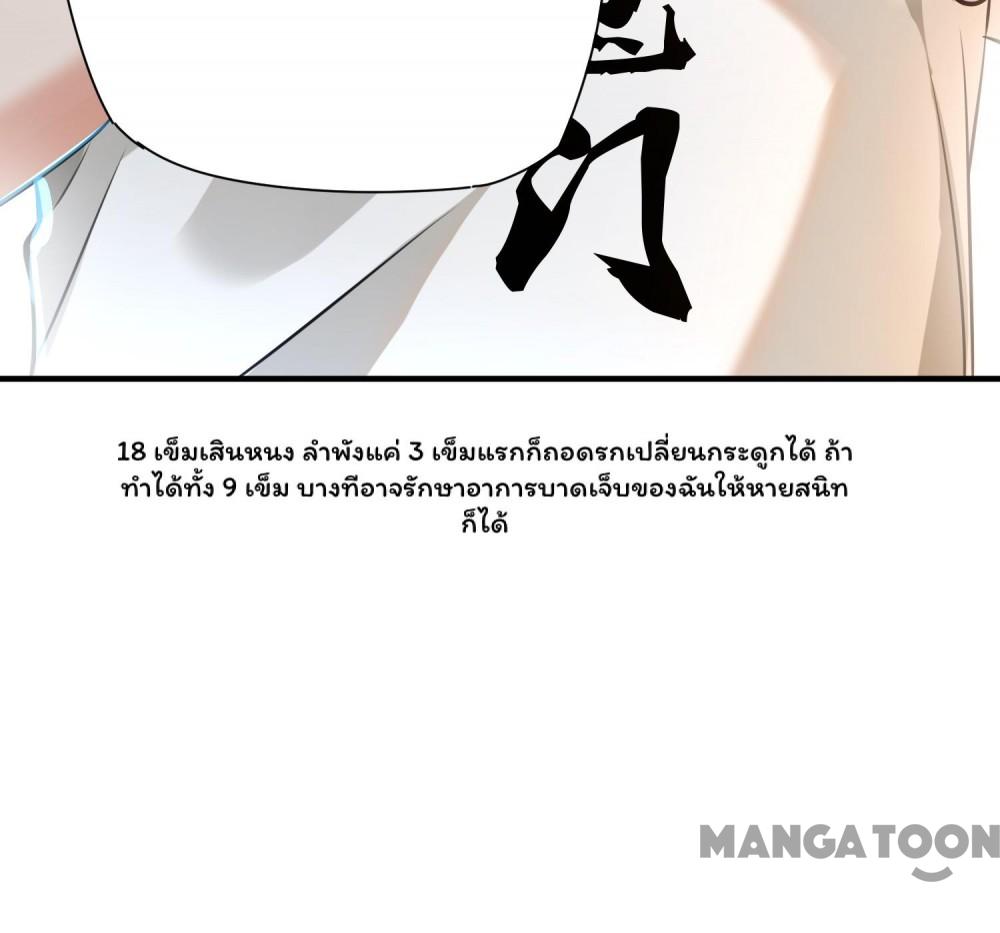 18 เข็มเสินหนง ลำพังแค่ 3 เข็มแรกก็ถอดรกเปลี่ยนกระดูกได้ ถ้า
ทำได้ทั้ง 9 เข็ม บางทีอาจรักษาอาการบาดเจ็บของฉันให้หายสนิท
ก็ได้
MANGATOON